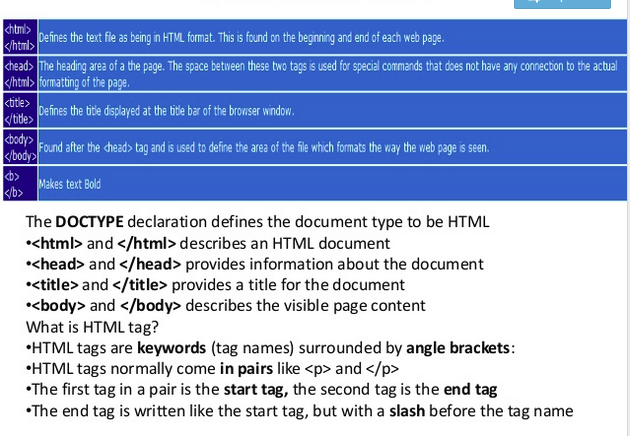 <html>
</html>
Defines the text file as being in HTML format. This is found on the beginning and end of each web page.
<head>
</html>
The heading area of a the page. The space between these two tags is used for special commands that does not have any connection to the actual
formatting of the page.
<title>
</title>
Defines the title displayed at the title bar of the browser window.
<body>
</body>
Found after the <head> tag and is used to define the area of the file which formats the way the web page is seen.
<b>
</b>
Makes text Bold
The DOCTYPE declaration defines the document type to be HTML
•<html> and </html> describes an HTML document
•<head> and </head> provides information about the document
•<title> and </title> provides a title for the document
•<body> and </body> describes the visible page content
What is HTML tag?
•HTML tags are keywords (tag names) surrounded by angle brackets:
•HTML tags normally come in pairs like <p> and </p>
•The first tag in a pair is the start tag, the second tag is the end tag
•The end tag is written like the start tag, but with a slash before the tag name